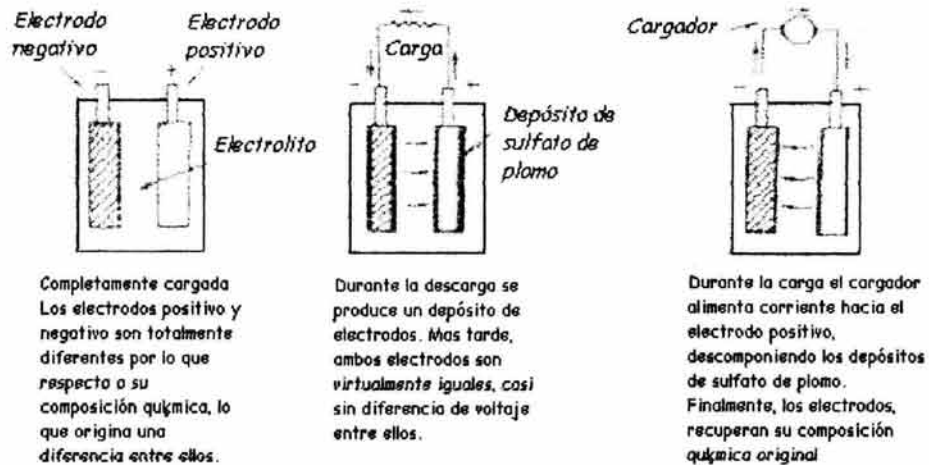 Electrodo
negativo
Electrodo
positivo
−
+
Electrolito
Carga
Depósito de
sulfato de
plomo
Cargador
Completamente cargada
Los electrodos positivo y
negativo son totalmente
diferentes por lo que
respecta a su
composición qukmica, lo
que origina una
diferencia entre ellos.
Durante la descarga se
produce un depósito de
electrodos. Mas tarde,
ambos electrodos son
virtualmente iguales, casi
sin diferencia de voltaje
entre ellos.
Durante la carga el cargador
alimenta corriente hacia el
electrodo positivo,
descomponiendo los depósitos
de sulfato de plomo.
Finalmente, los electrodos,
recuperan su composición
qukmica original